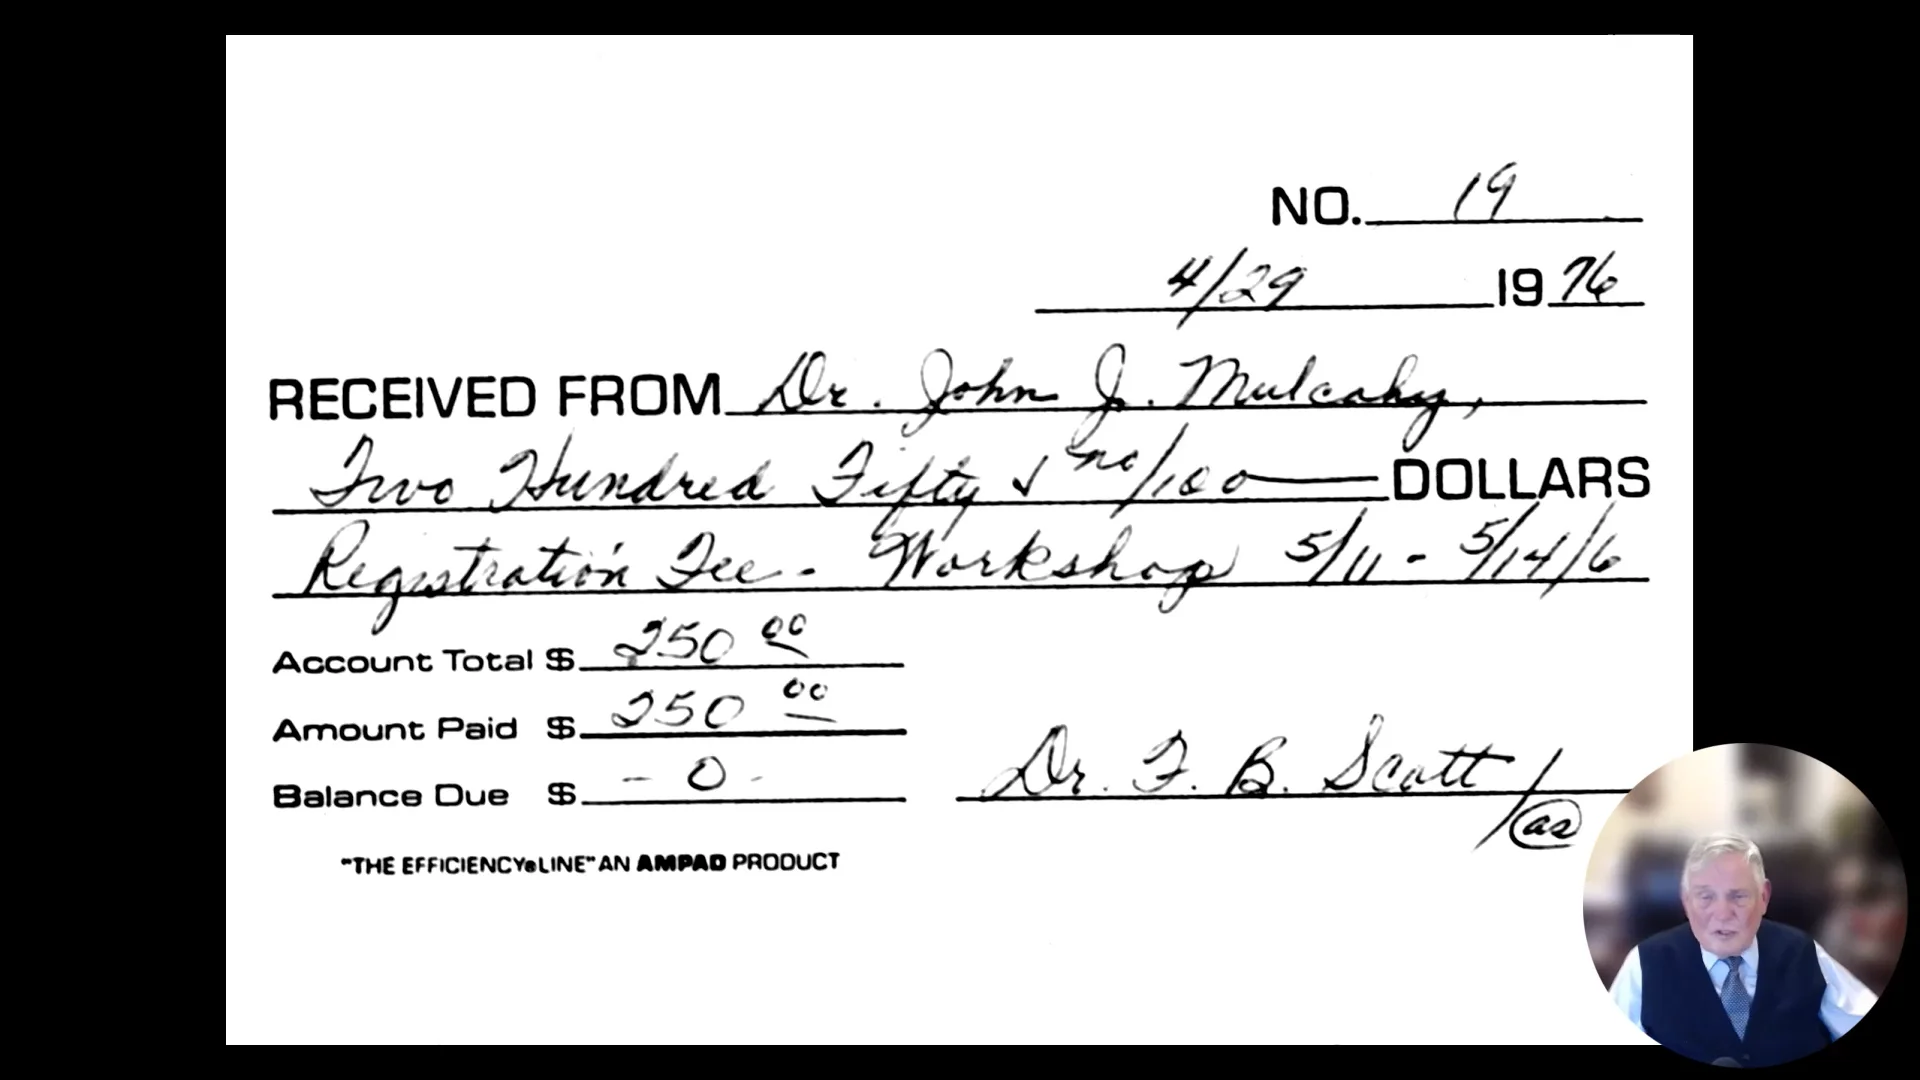 NO. 19
4/29 1976
RECEIVED FROM Dr. John J. Mulcahy,
Two Hundred Fifty & no/100 DOLLARS
Registration Fee - Workshop 5/11 - 5/14/6
Account Total $ 250 00
Amount Paid $ 250 00
Balance Due $ - 0 -
Dr. F. B. Scott/
as
"THE EFFICIENCY®LINE" AN AMPAD PRODUCT